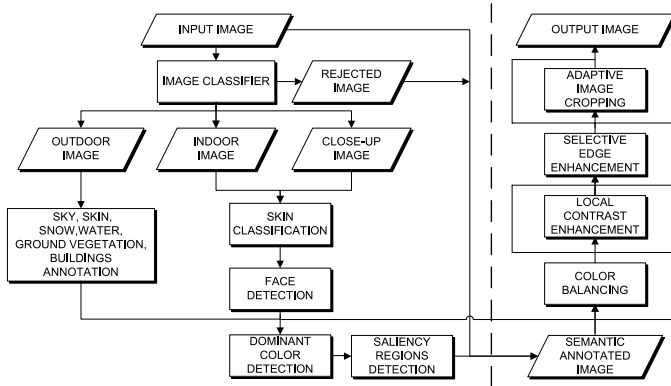 INPUT IMAGE
IMAGE CLASSIFIER
REJECTED
IMAGE
OUTDOOR
IMAGE
INDOOR
IMAGE
CLOSE-UP
IMAGE
SKY, SKIN,
SNOW,WATER,
GROUND VEGETATION,
BUILDINGS
ANNOTATION
SKIN
CLASSIFICATION
FACE
DETECTION
DOMINANT
COLOR
DETECTION
SALIENCY
REGIONS
DETECTION
OUTPUT IMAGE
ADAPTIVE
IMAGE
CROPPING
SELECTIVE
EDGE
ENHANCEMENT
LOCAL
CONTRAST
ENHANCEMENT
COLOR
BALANCING
SEMANTIC
ANNOTATED
IMAGE